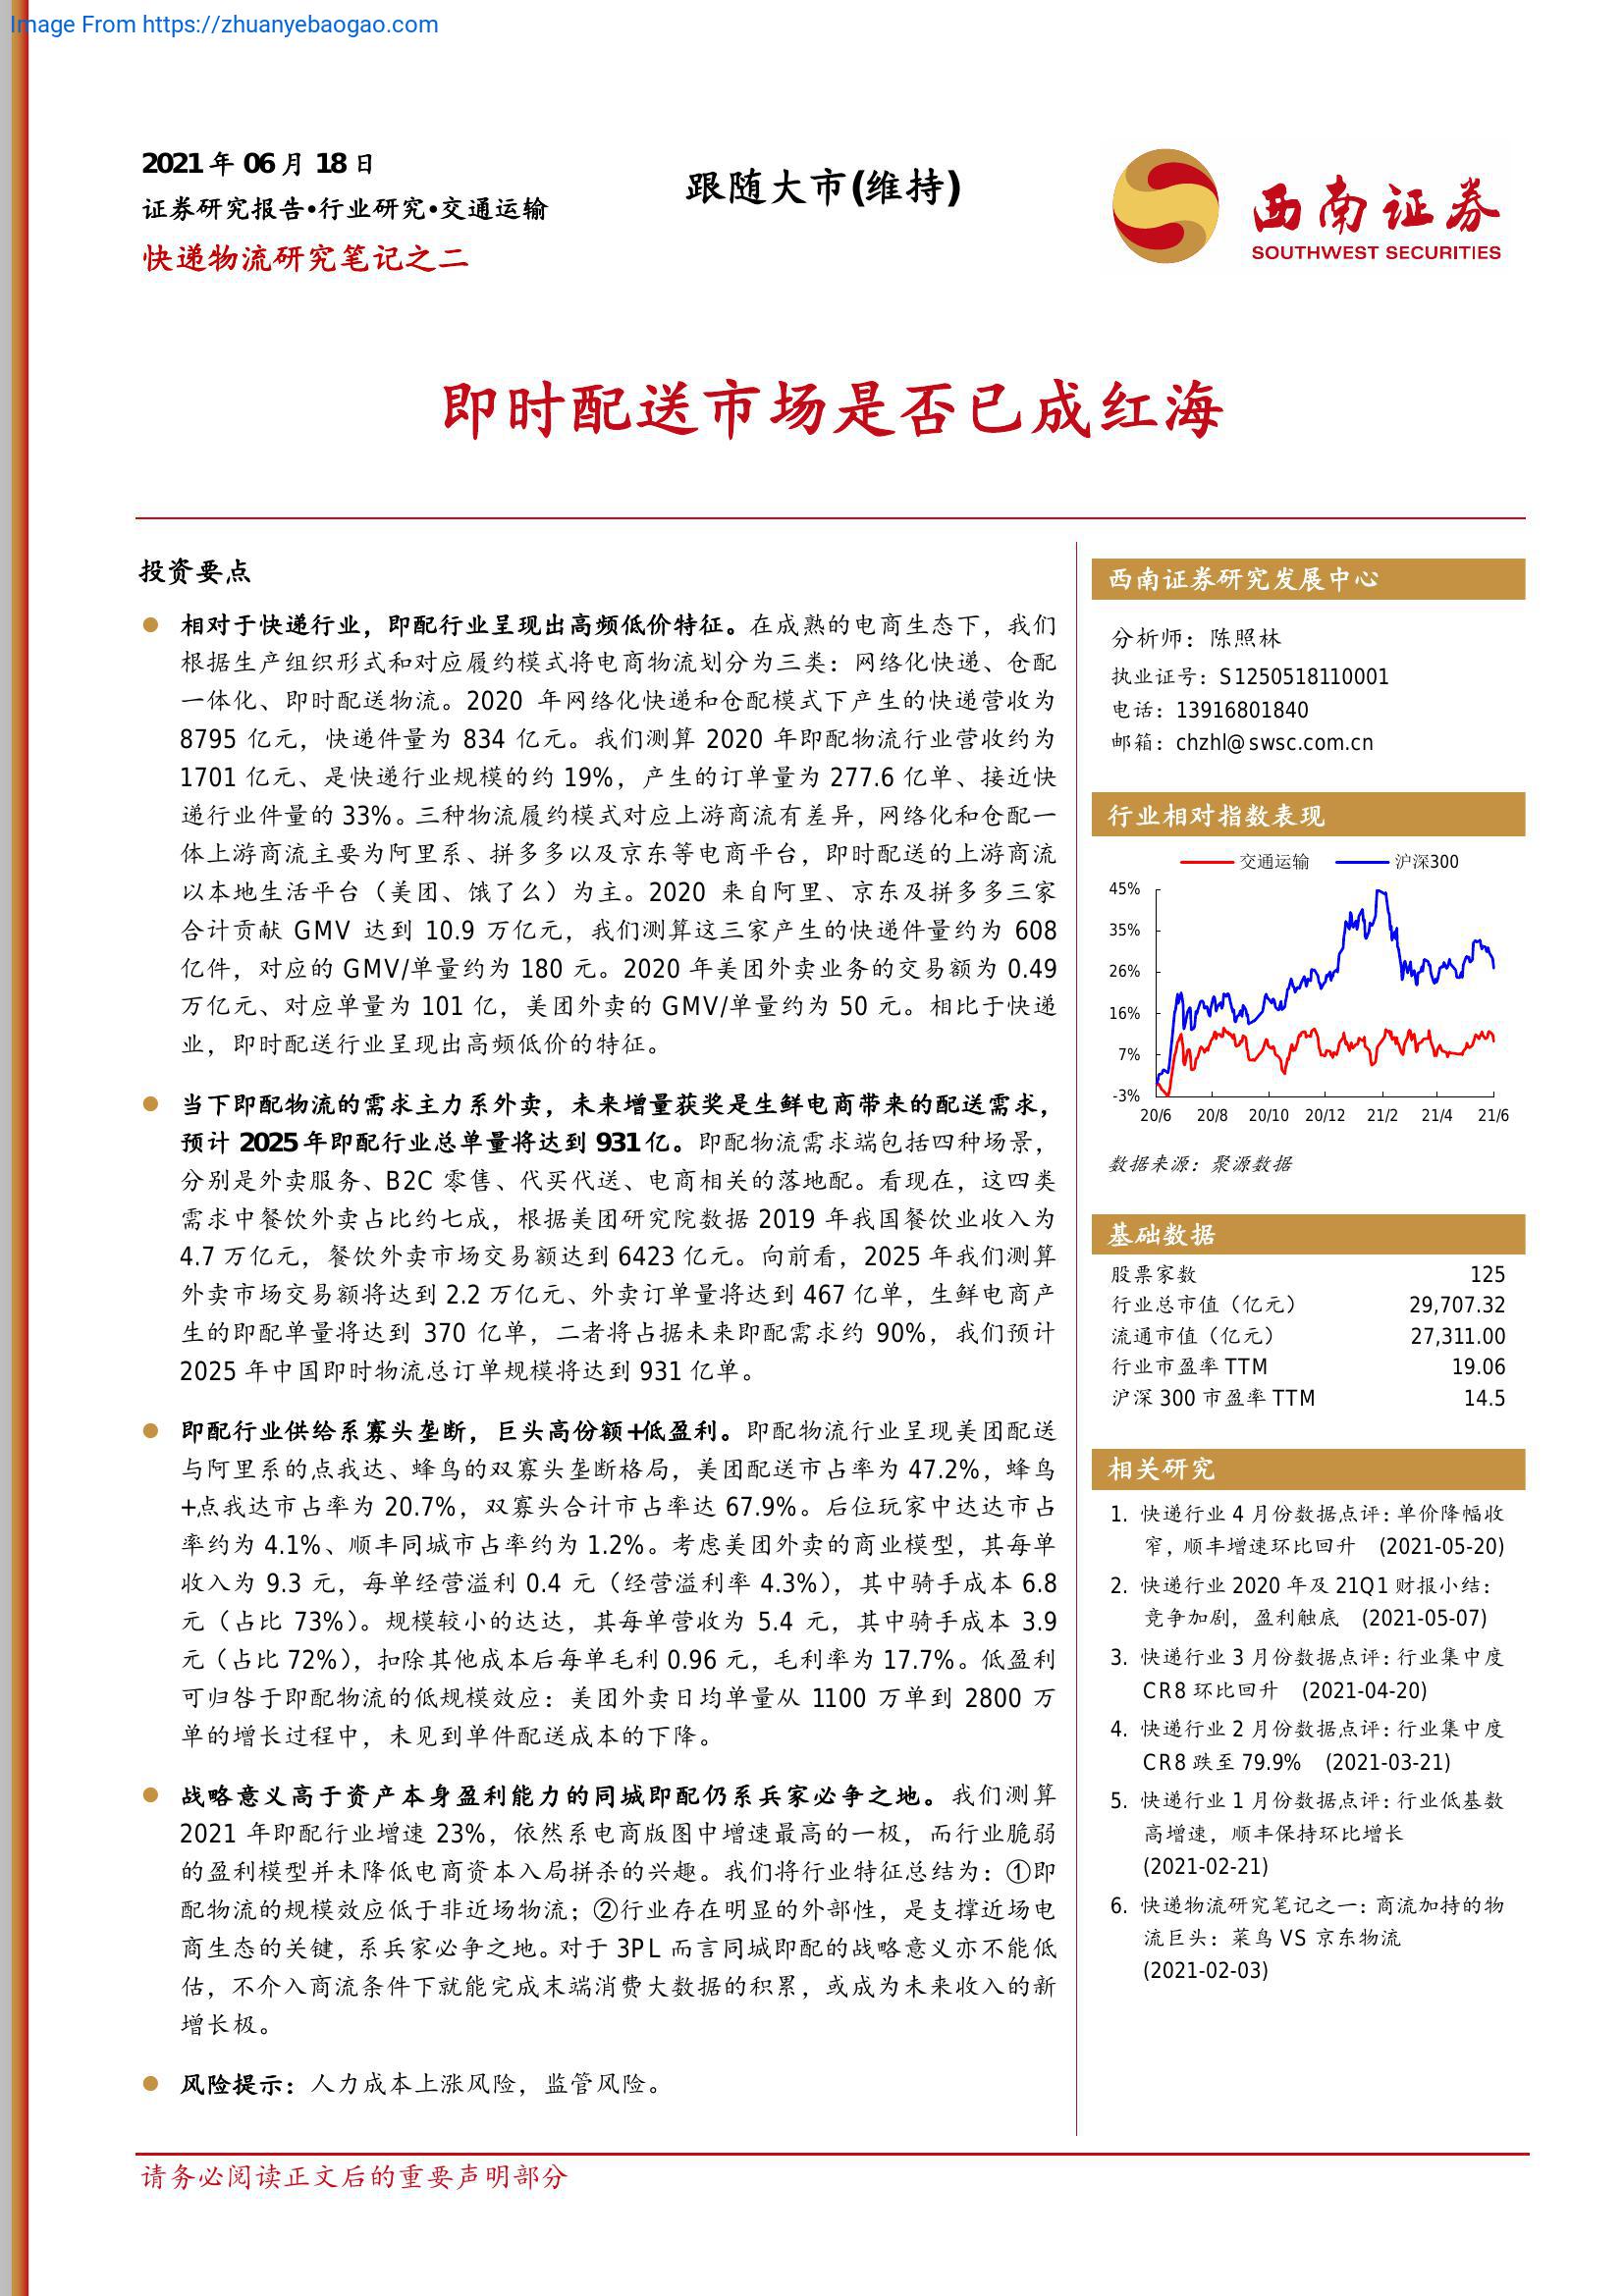 Image From https://zhuanyebaogao.com
2021 年 06 月 18 日
证券研究报告•行业研究•交通运输
快递物流研究笔记之二
跟随大市(维持)
西南证券
SOUTHWEST SECURITIES
即时配送市场是否已成红海
投资要点
相对于快递行业，即配行业呈现出高频低价特征。在成熟的电商生态下，我们
根据生产组织形式和对应履约模式将电商物流划分为三类：网络化快递、仓配
一体化、即时配送物流。2020 年网络化快递和仓配模式下产生的快递营收为
8795 亿元，快递件量为 834 亿元。我们测算 2020 年即配物流行业营收约为
1701 亿元、是快递行业规模的约 19%，产生的订单量为 277.6 亿单、接近快
递行业件量的 33%。三种物流履约模式对应上游商流有差异，网络化和仓配一
体上游商流主要为阿里系、拼多多以及京东等电商平台，即时配送的上游商流
以本地生活平台（美团、饿了么）为主。2020 来自阿里、京东及拼多多三家
合计贡献 GMV 达到 10.9 万亿元，我们测算这三家产生的快递件量约为 608
亿件，对应的 GMV/单量约为 180 元。2020 年美团外卖业务的交易额为 0.49
万亿元、对应单量为 101 亿，美团外卖的 GMV/单量约为 50 元。相比于快递
业，即时配送行业呈现出高频低价的特征。
当下即配物流的需求主力系外卖，未来增量获奖是生鲜电商带来的配送需求，
预计 2025 年即配行业总单量将达到 931 亿。即配物流需求端包括四种场景，
分别是外卖服务、B2C 零售、代买代送、电商相关的落地配。看现在，这四类
需求中餐饮外卖占比约七成，根据美团研究院数据 2019 年我国餐饮业收入为
4.7 万亿元，餐饮外卖市场交易额达到 6423 亿元。向前看，2025 年我们测算
外卖市场交易额将达到 2.2 万亿元、外卖订单量将达到 467 亿单，生鲜电商产
生的即配单量将达到 370 亿单，二者将占据未来即配需求约 90%，我们预计
2025 年中国即时物流总订单规模将达到 931 亿单。
即配行业供给系寡头垄断，巨头高份额+低盈利。即配物流行业呈现美团配送
与阿里系的点我达、蜂鸟的双寡头垄断格局，美团配送市占率为 47.2%，蜂鸟
+点我达市占率为 20.7%，双寡头合计市占率达 67.9%。后位玩家中达达市占
率约为 4.1%、顺丰同城市占率约为 1.2%。考虑美团外卖的商业模型，其每单
收入为 9.3 元，每单经营溢利 0.4 元（经营溢利率 4.3%），其中骑手成本 6.8
元（占比 73%）。规模较小的达达，其每单营收为 5.4 元，其中骑手成本 3.9
元（占比 72%），扣除其他成本后每单毛利 0.96 元，毛利率为 17.7%。低盈利
可归咎于即配物流的低规模效应：美团外卖日均单量从 1100 万单到 2800 万
单的增长过程中，未见到单件配送成本的下降。
战略意义高于资产本身盈利能力的同城即配仍系兵家必争之地。我们测算
2021 年即配行业增速 23%，依然系电商版图中增速最高的一极，而行业脆弱
的盈利模型并未降低电商资本入局拼杀的兴趣。我们将行业特征总结为：①即
配物流的规模效应低于非近场物流；②行业存在明显的外部性，是支撑近场电
商生态的关键，系兵家必争之地。对于 3PL 而言同城即配的战略意义亦不能低
估，不介入商流条件下就能完成末端消费大数据的积累，或成为未来收入的新
增长极。
风险提示：人力成本上涨风险，监管风险。
西南证券研究发展中心
分析师：陈照林
执业证号：S1250518110001
电话：13916801840
邮箱：chzhl@swsc.com.cn
行业相对指数表现
交通运输 沪深300
45%
35%
26%
16%
7%
-3%
20/6 20/8 20/10 20/12 21/2 21/4 21/6
数据来源：聚源数据
基础数据
股票家数 125
行业总市值（亿元） 29,707.32
流通市值（亿元） 27,311.00
行业市盈率 TTM 19.06
沪深 300 市盈率 TTM 14.5
相关研究
1. 快递行业 4 月份数据点评：单价降幅收
窄，顺丰增速环比回升 (2021-05-20)
2. 快递行业 2020 年及 21Q1 财报小结：
竞争加剧，盈利触底 (2021-05-07)
3. 快递行业 3 月份数据点评：行业集中度
CR8 环比回升 (2021-04-20)
4. 快递行业 2 月份数据点评：行业集中度
CR8 跌至 79.9% (2021-03-21)
5. 快递行业 1 月份数据点评：行业低基数
高增速，顺丰保持环比增长
(2021-02-21)
6. 快递物流研究笔记之一：商流加持的物
流巨头：菜鸟 VS 京东物流
(2021-02-03)
请务必阅读正文后的重要声明部分